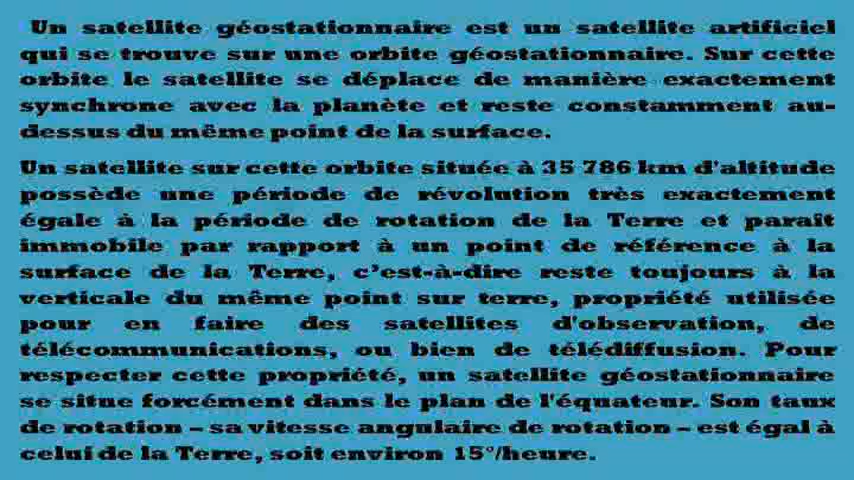 Un satellite géostationnaire est un satellite artificiel
qui se trouve sur une orbite géostationnaire. Sur cette
orbite le satellite se déplace de manière exactement
synchrone avec la planète et reste constamment au-
dessus du même point de la surface.
Un satellite sur cette orbite située à 35 786 km d'altitude
possède une période de révolution très exactement
égale à la période de rotation de la Terre et paraît
immobile par rapport à un point de référence à la
surface de la Terre, c'est-à-dire reste toujours à la
verticale du même point sur terre, propriété utilisée
pour en faire des satellites d'observation, de
télécommunications, ou bien de télédiffusion. Pour
respecter cette propriété, un satellite géostationnaire
se situe forcément dans le plan de l'équateur. Son taux
de rotation – sa vitesse angulaire de rotation – est égal à
celui de la Terre, soit environ 15°/heure.